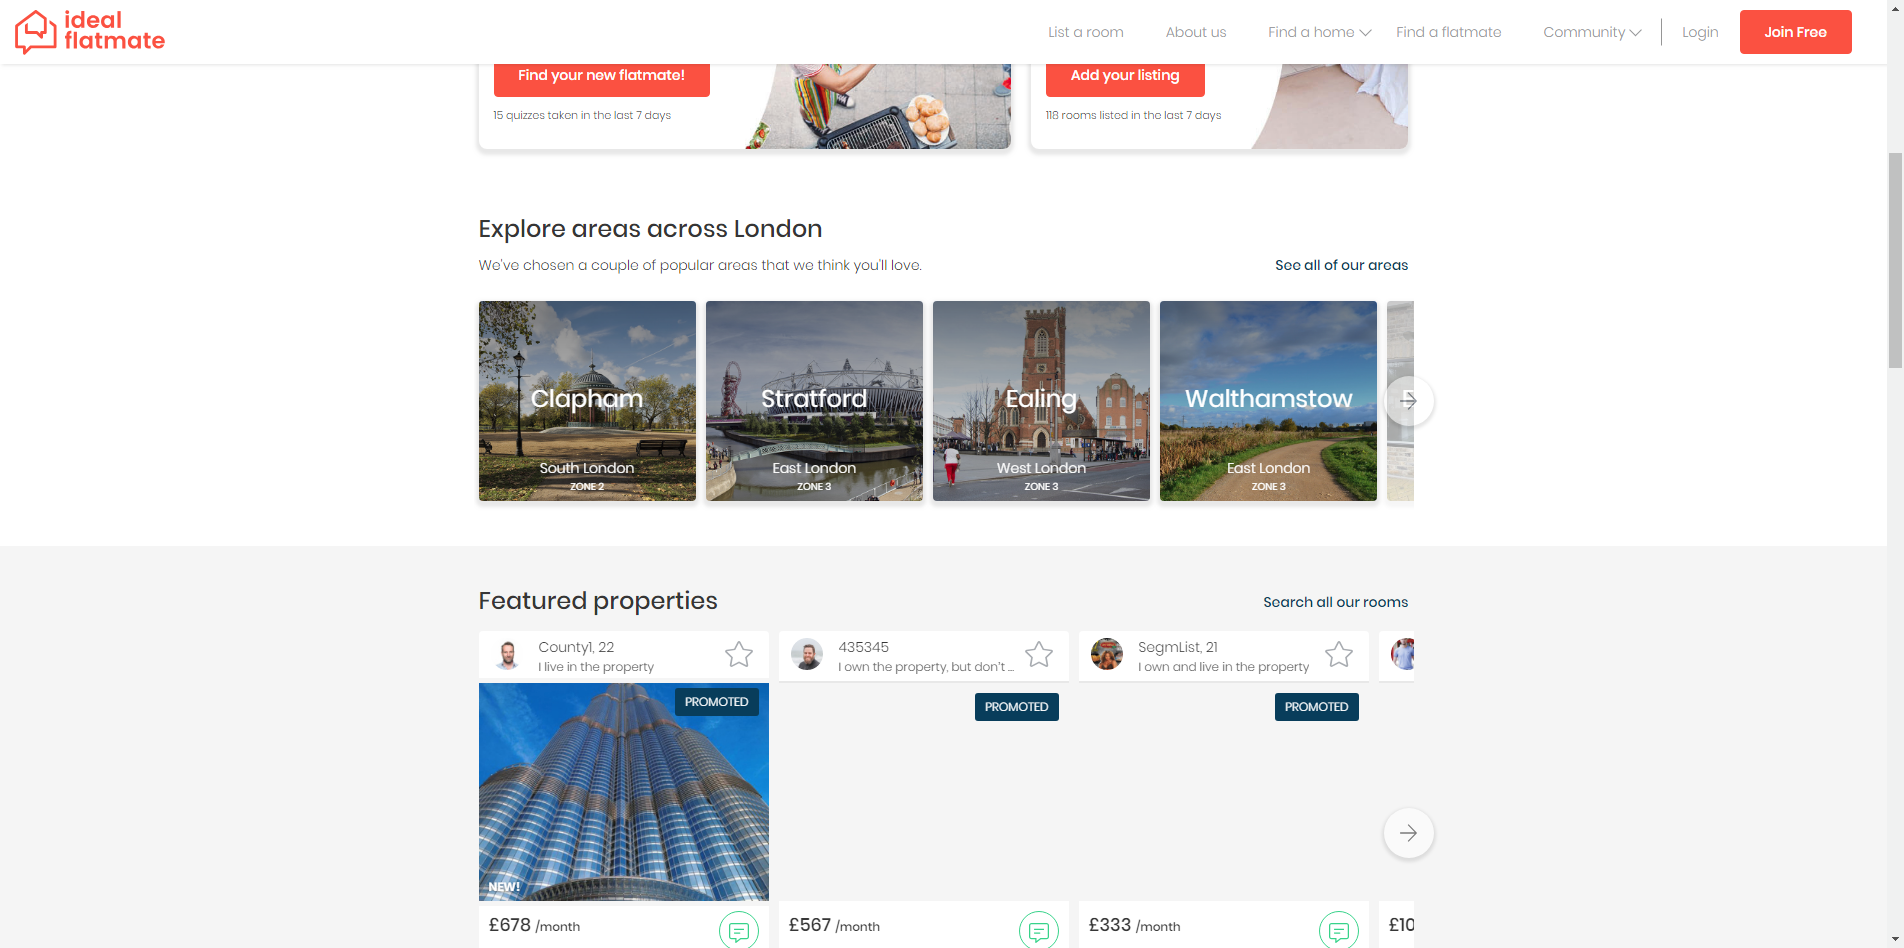 ideal
flatmate
List a room
About us
Find a home
Find a flatmate
Community
Login
Join Free
Find your new flatmate!
15 quizzes taken in the last 7 days
Add your listing
118 rooms listed in the last 7 days
Explore areas across London
We've chosen a couple of popular areas that we think you'll love.
See all of our areas
Clapham
South London
ZONE 2
Stratford
East London
ZONE 3
Ealing
West London
ZONE 3
Walthamstow
East London
ZONE 3
Featured properties
Search all our rooms
County1, 22
I live in the property
PROMOTED
NEW!
£678 /month
435345
I own the property, but don't ...
PROMOTED
£567 /month
SegmList, 21
I own and live in the property
PROMOTED
£333 /month
£10